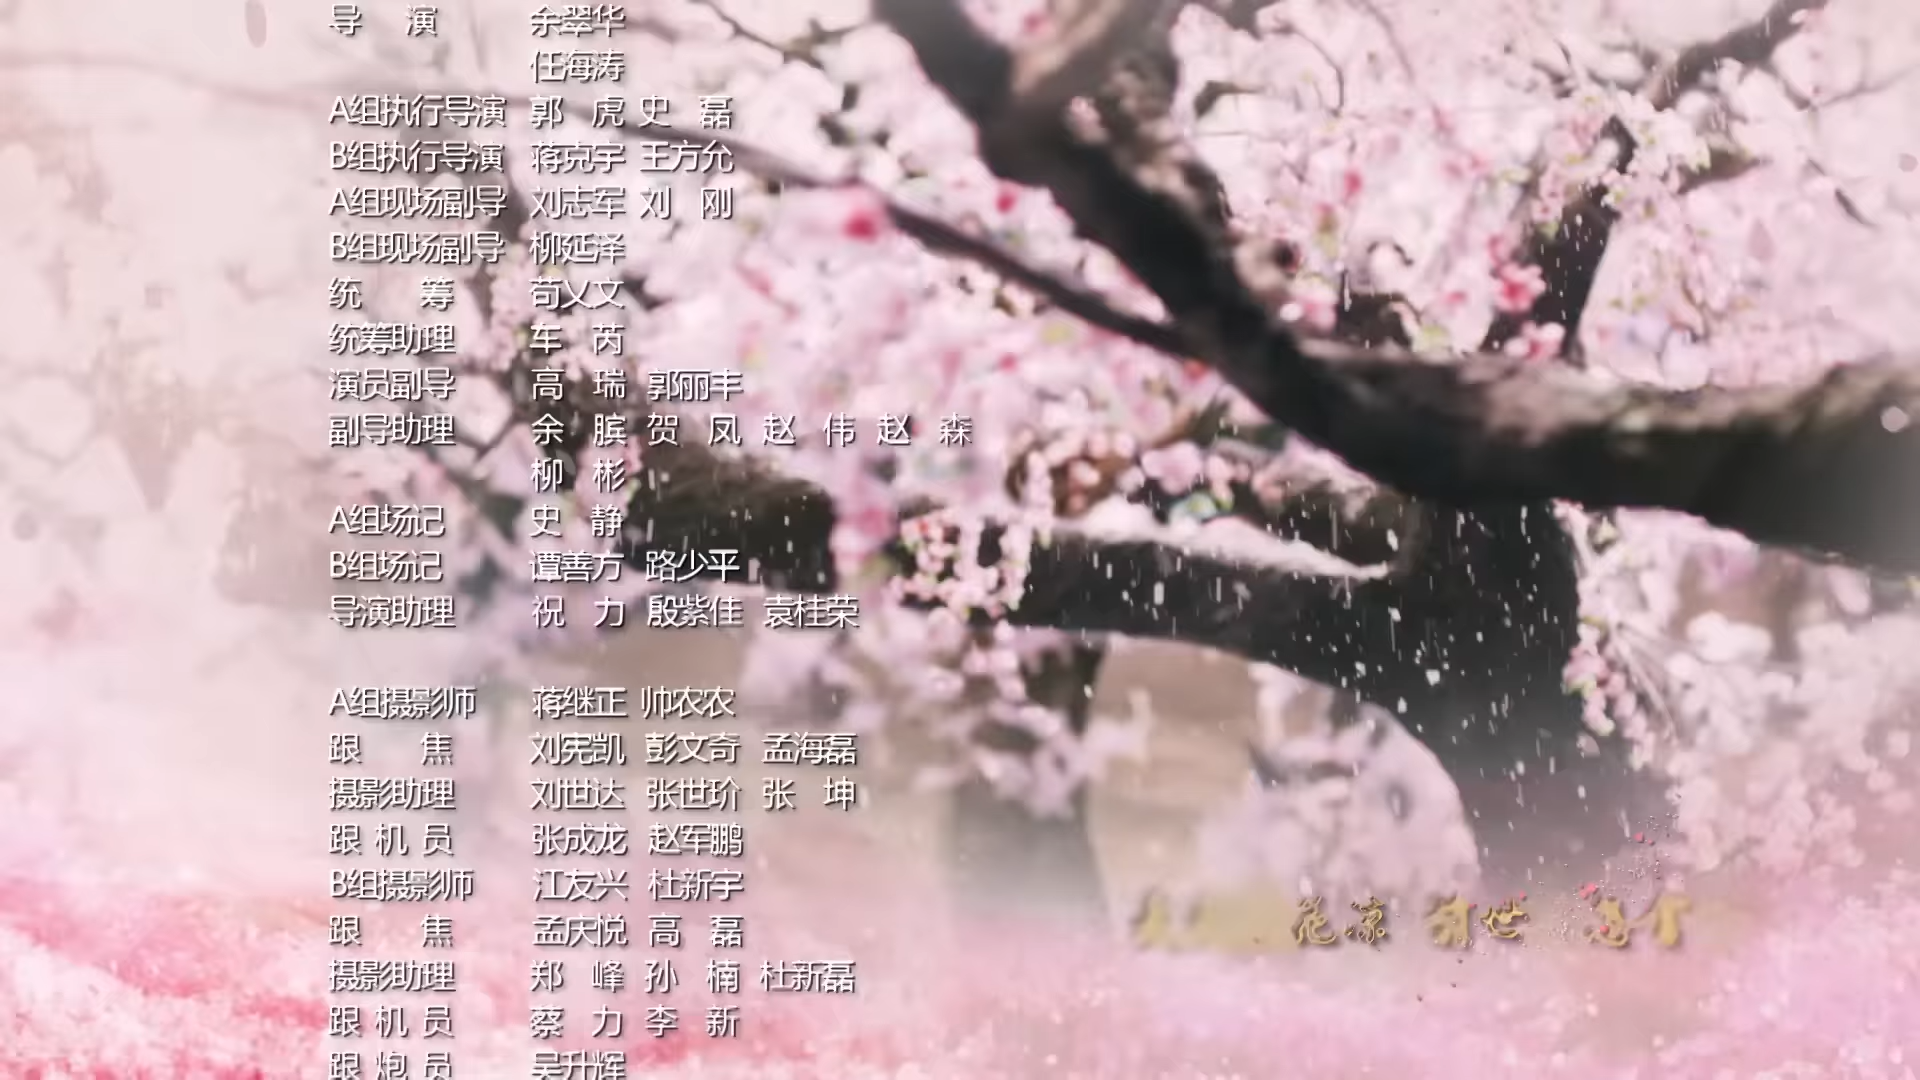 导 演 余翠华
任海涛
A组执行导演 郭 虎 史 磊
B组执行导演 蒋克宇 王方允
A组现场副导 刘志军 刘 刚
B组现场副导 柳延泽
统 筹 苟乂文
统筹助理 车 芮
演员副导 高 瑞 郭丽丰
副导助理 余 膑 贺 凤 赵 伟 赵 森
柳 彬
A组场记 史 静
B组场记 谭善方 路少平
导演助理 祝 力 殷紫佳 袁桂荣
A组摄影师 蒋继正 帅农农
跟 焦 刘宪凯 彭文奇 孟海磊
摄影助理 刘世达 张世玠 张 坤
跟 机 员 张成龙 赵军鹏
B组摄影师 江友兴 杜新宇
跟 焦 孟庆悦 高 磊
摄影助理 郑 峰 孙 楠 杜新磊
跟 机 员 蔡 力 李 新
跟 炮 员 吴升辉
花凉 前世